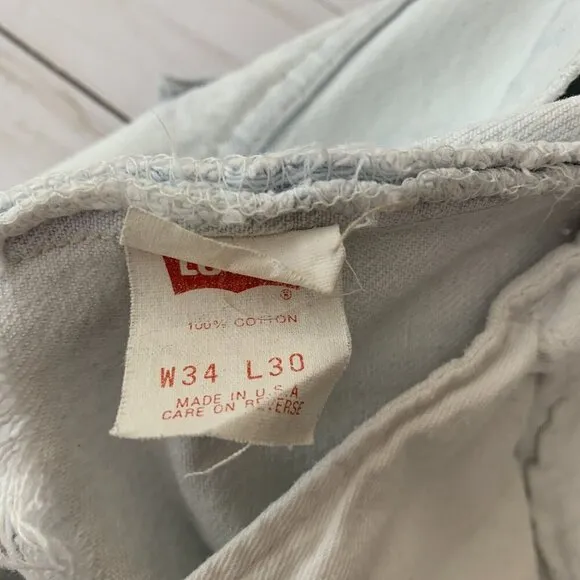 ®
100% COTTON
W34 L30
MADE IN U.S.A
CARE ON REVERSE